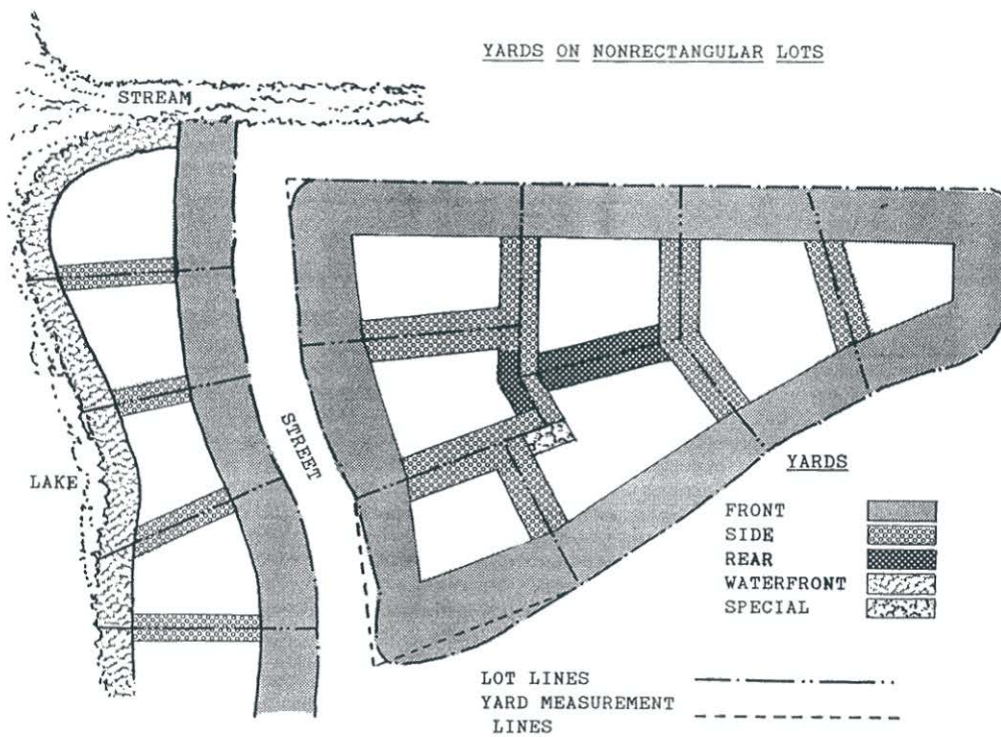 YARDS ON NONRECTANGULAR LOTS
STREAM
STREET
LAKE
YARDS
FRONT
SIDE
REAR
WATERFRONT
SPECIAL
LOT LINES
YARD MEASUREMENT
LINES